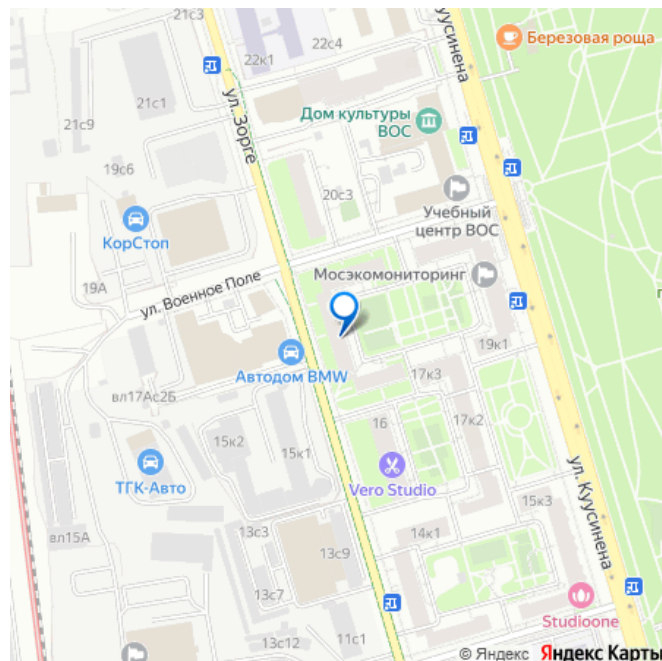 21с3
22с4
22к1
ул. Куусинена
Березовая роща
21с1
21с9
ул. Зорге
Дом культуры
ВОС
19с6
20с3
Учебный
центр ВОС
КорСтоп
Мосэкомониторинг
19А
ул. Военное Поле
19к1
Автодом BMW
17к3
вл17Ас2Б
16
17к2
15к2
15к1
ТГК-Авто
Vero Studio
ул. Куусинена
15к3
13с3
14к1
вл15А
13с9
13с7
Studioone
13с12
11с1
© Яндекс Яндекс Карты